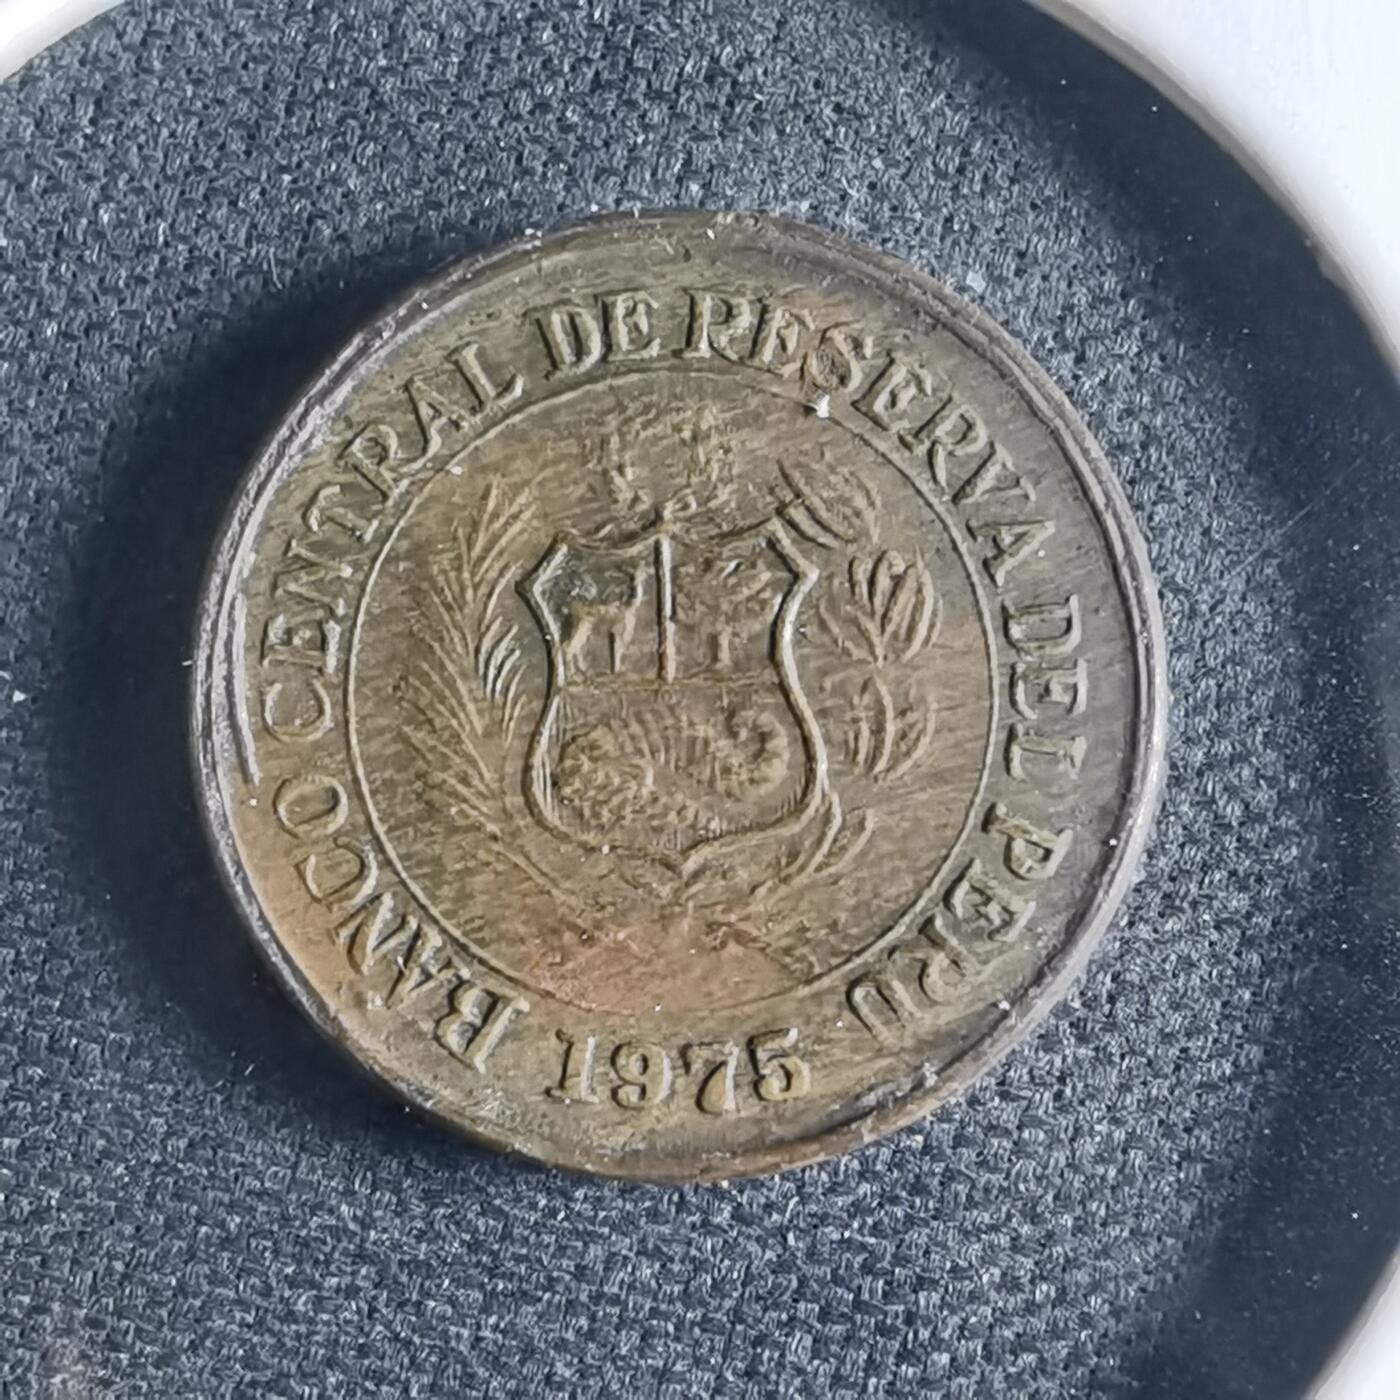 BANCO CENTRAL DE RESERVA DEL PERU
1975